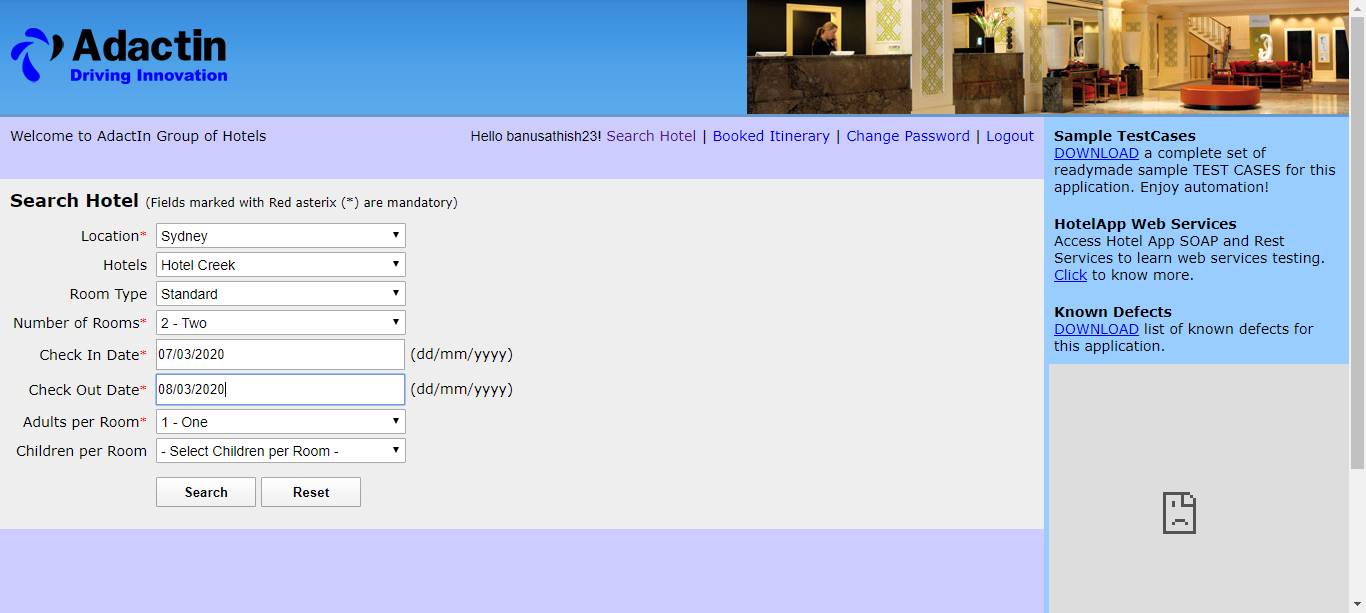 Adactin
Driving Innovation
Welcome to AdactIn Group of Hotels
Hello banusathish23! Search Hotel | Booked Itinerary | Change Password | Logout
Search Hotel (Fields marked with Red asterix (*) are mandatory)
Location* Sydney
Hotels Hotel Creek
Room Type Standard
Number of Rooms* 2 - Two
Check In Date* 07/03/2020 (dd/mm/yyyy)
Check Out Date* 08/03/2020 (dd/mm/yyyy)
Adults per Room* 1 - One
Children per Room - Select Children per Room -
Search Reset
Sample TestCases
DOWNLOAD a complete set of
readymade sample TEST CASES for this
application. Enjoy automation!
HotelApp Web Services
Access Hotel App SOAP and Rest
Services to learn web services testing.
Click to know more.
Known Defects
DOWNLOAD list of known defects for
this application.